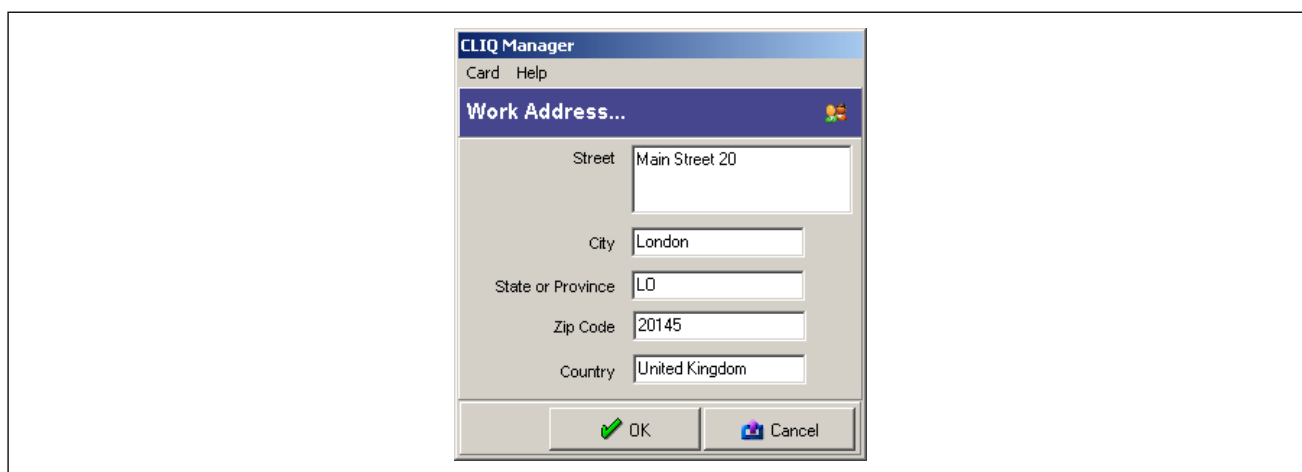 CLIQ Manager
Card Help
Work Address...
Street Main Street 20
City London
State or Province LO
Zip Code 20145
Country United Kingdom
OK Cancel